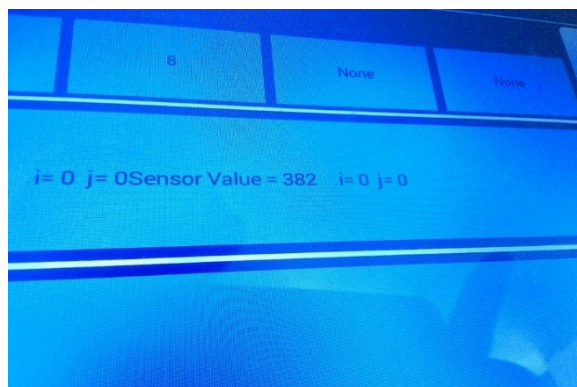 8 None None
i= 0 j= 0Sensor Value = 382 i= 0 j= 0